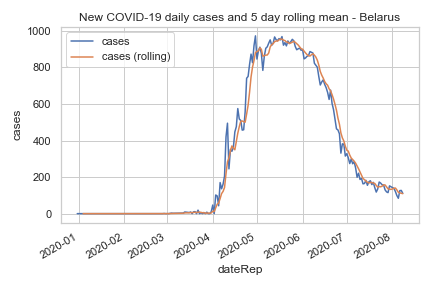 New COVID-19 daily cases and 5 day rolling mean - Belarus
cases
cases (rolling)
1000
800
600
400
200
0
cases
2020-01
2020-02
2020-03
2020-04
2020-05
2020-06
2020-07
2020-08
dateRep